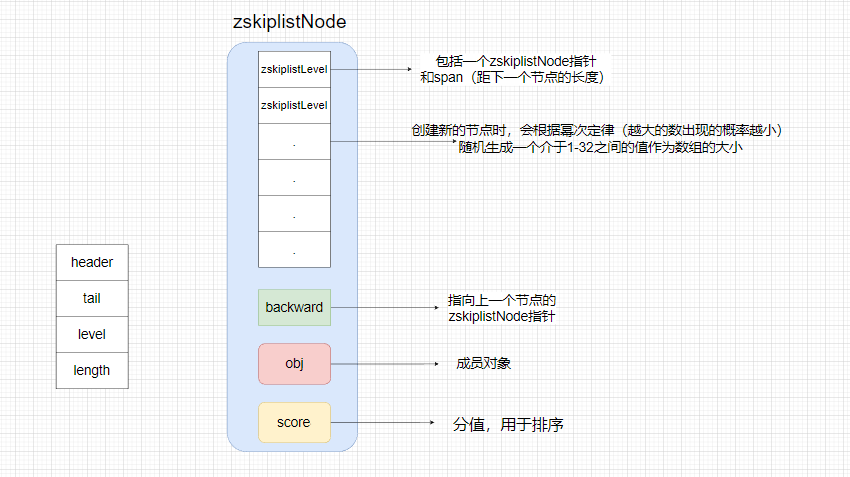 zskiplistNode
zskiplistLevel
包括一个zskiplistNode指针
和span（距下一个节点的长度）
zskiplistLevel
创建新的节点时，会根据幂次定律（越大的数出现的概率越小）
随机生成一个介于1-32之间的值作为数组的大小
.
.
.
.
header
tail
level
length
backward
指向上一个节点的
zskiplistNode指针
obj
成员对象
score
分值，用于排序